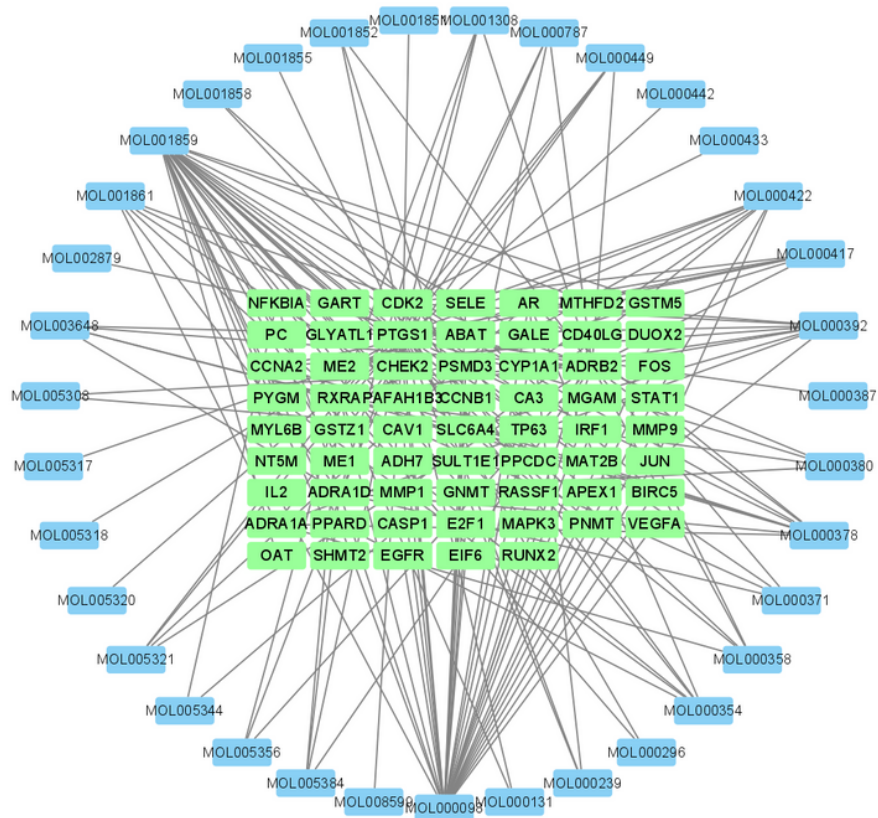 MOL001308
MOL001852
MOL000787
MOL001855
MOL000449
MOL001858
MOL000442
MOL001859
MOL000433
MOL001861
MOL000422
MOL002879
MOL000417
MOL003648
MOL000392
MOL005308
MOL000387
MOL005317
MOL000380
MOL005318
MOL000378
MOL005320
MOL000371
MOL005321
MOL000358
MOL005344
MOL000354
MOL005356
MOL000296
MOL005384
MOL000239
MOL000098
MOL000131
NFKBIA GART CDK2 SELE AR MTHFD2 GSTM5
PC GLYATL1 PTGS1 ABAT GALE CD40LG DUOX2
CCNA2 ME2 CHEK2 PSMD3 CYP1A1 ADRB2 FOS
PYGM RXRA PAFAH1B3 CCNB1 CA3 MGAM STAT1
MYL6B GSTZ1 CAV1 SLC6A4 TP63 IRF1 MMP9
NT5M ME1 ADH7 SULT1E1 PPCDC MAT2B JUN
IL2 ADRA1D MMP1 GNMT RASSF1 APEX1 BIRC5
ADRA1A PPARD CASP1 E2F1 MAPK3 PNMT VEGFA
OAT SHMT2 EGFR EIF6 RUNX2